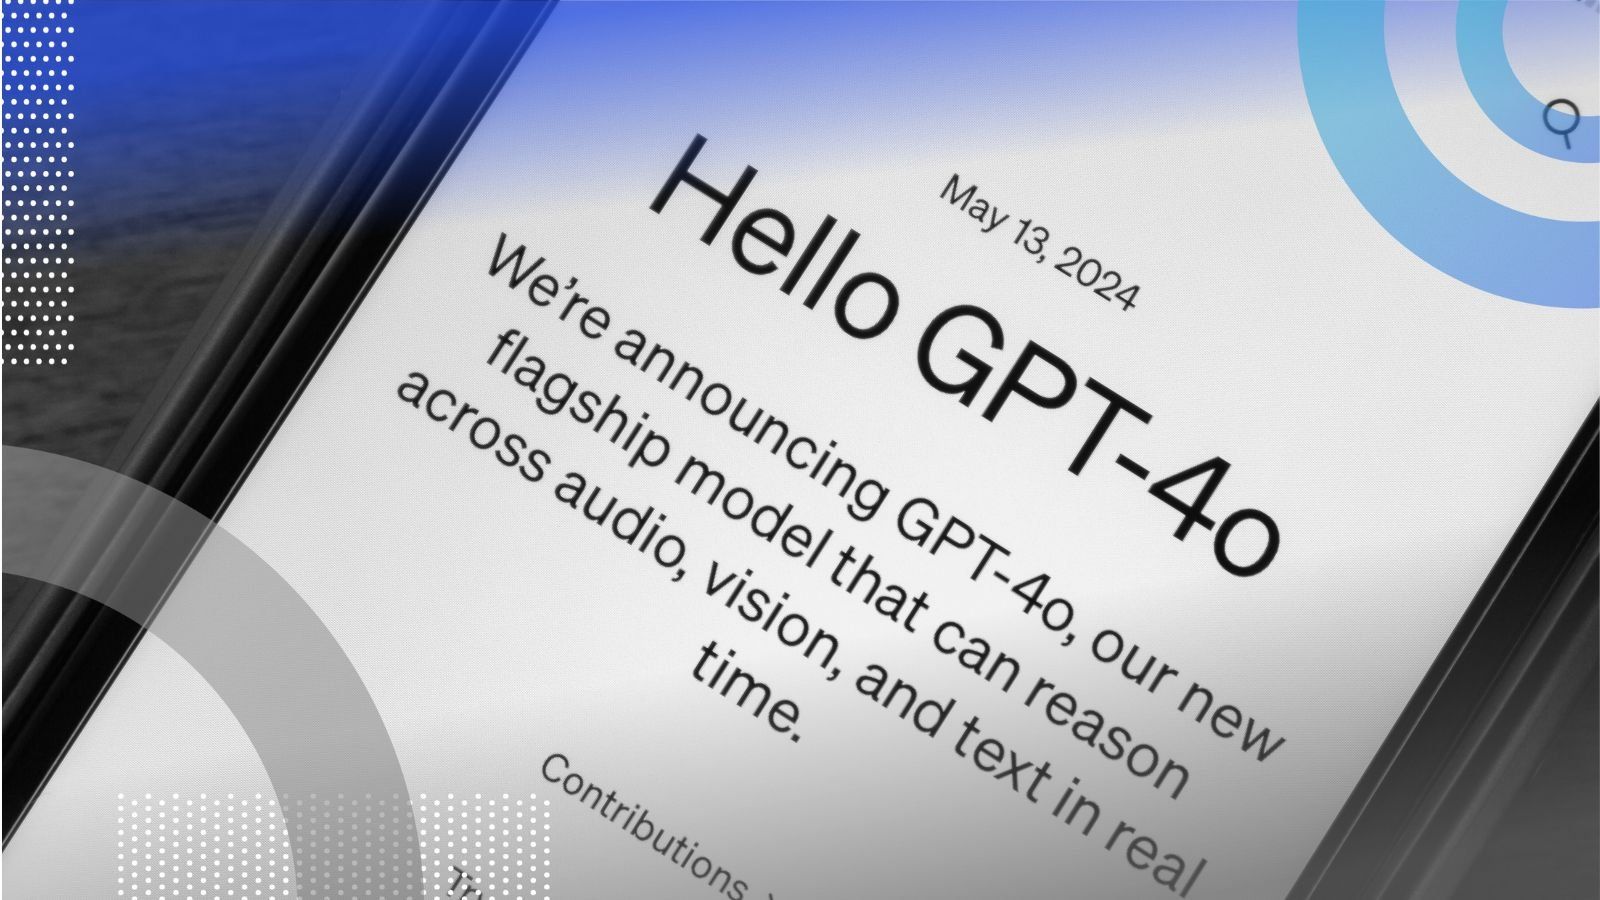 May 13, 2024
Hello GPT-4o
We’re announcing GPT-4o, our new
flagship model that can reason
across audio, vision, and text in real
time.
Contributions